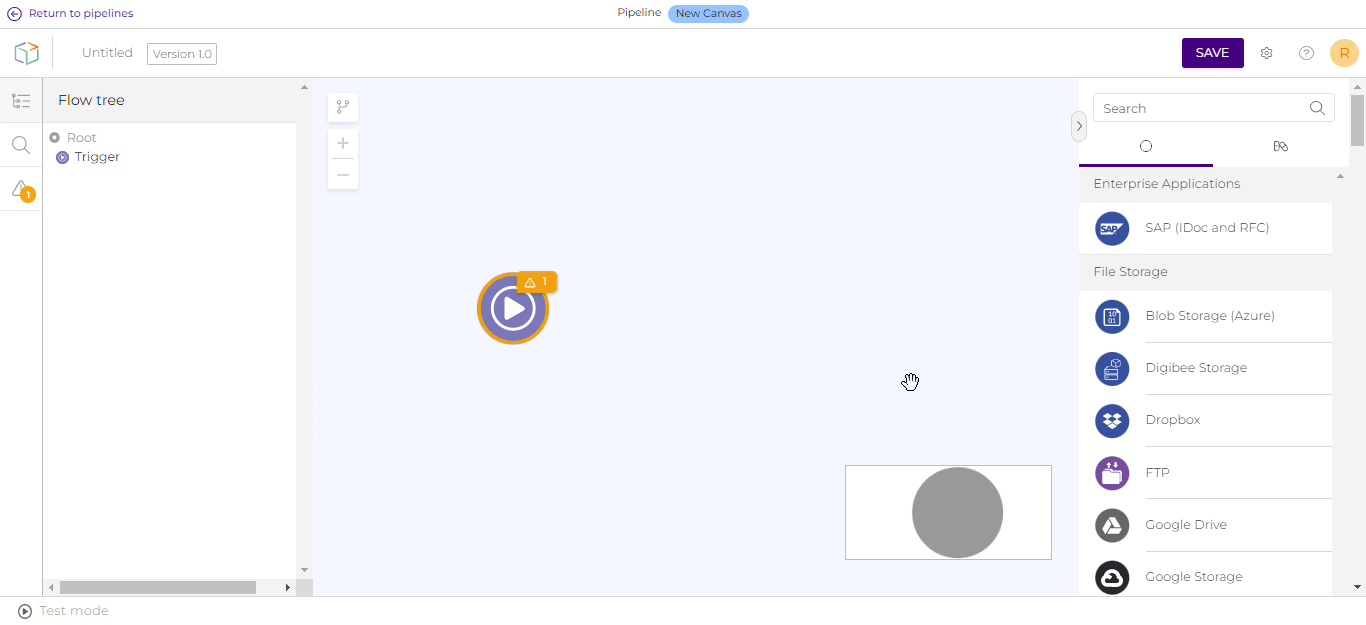 Return to pipelines
Pipeline New Canvas
Untitled Version 1.0
SAVE
R
Flow tree
Root
Trigger
1
1
Search
Enterprise Applications
SAP SAP (IDoc and RFC)
File Storage
10
01
Blob Storage (Azure)
Digibee Storage
Dropbox
FTP
Google Drive
Google Storage
Test mode